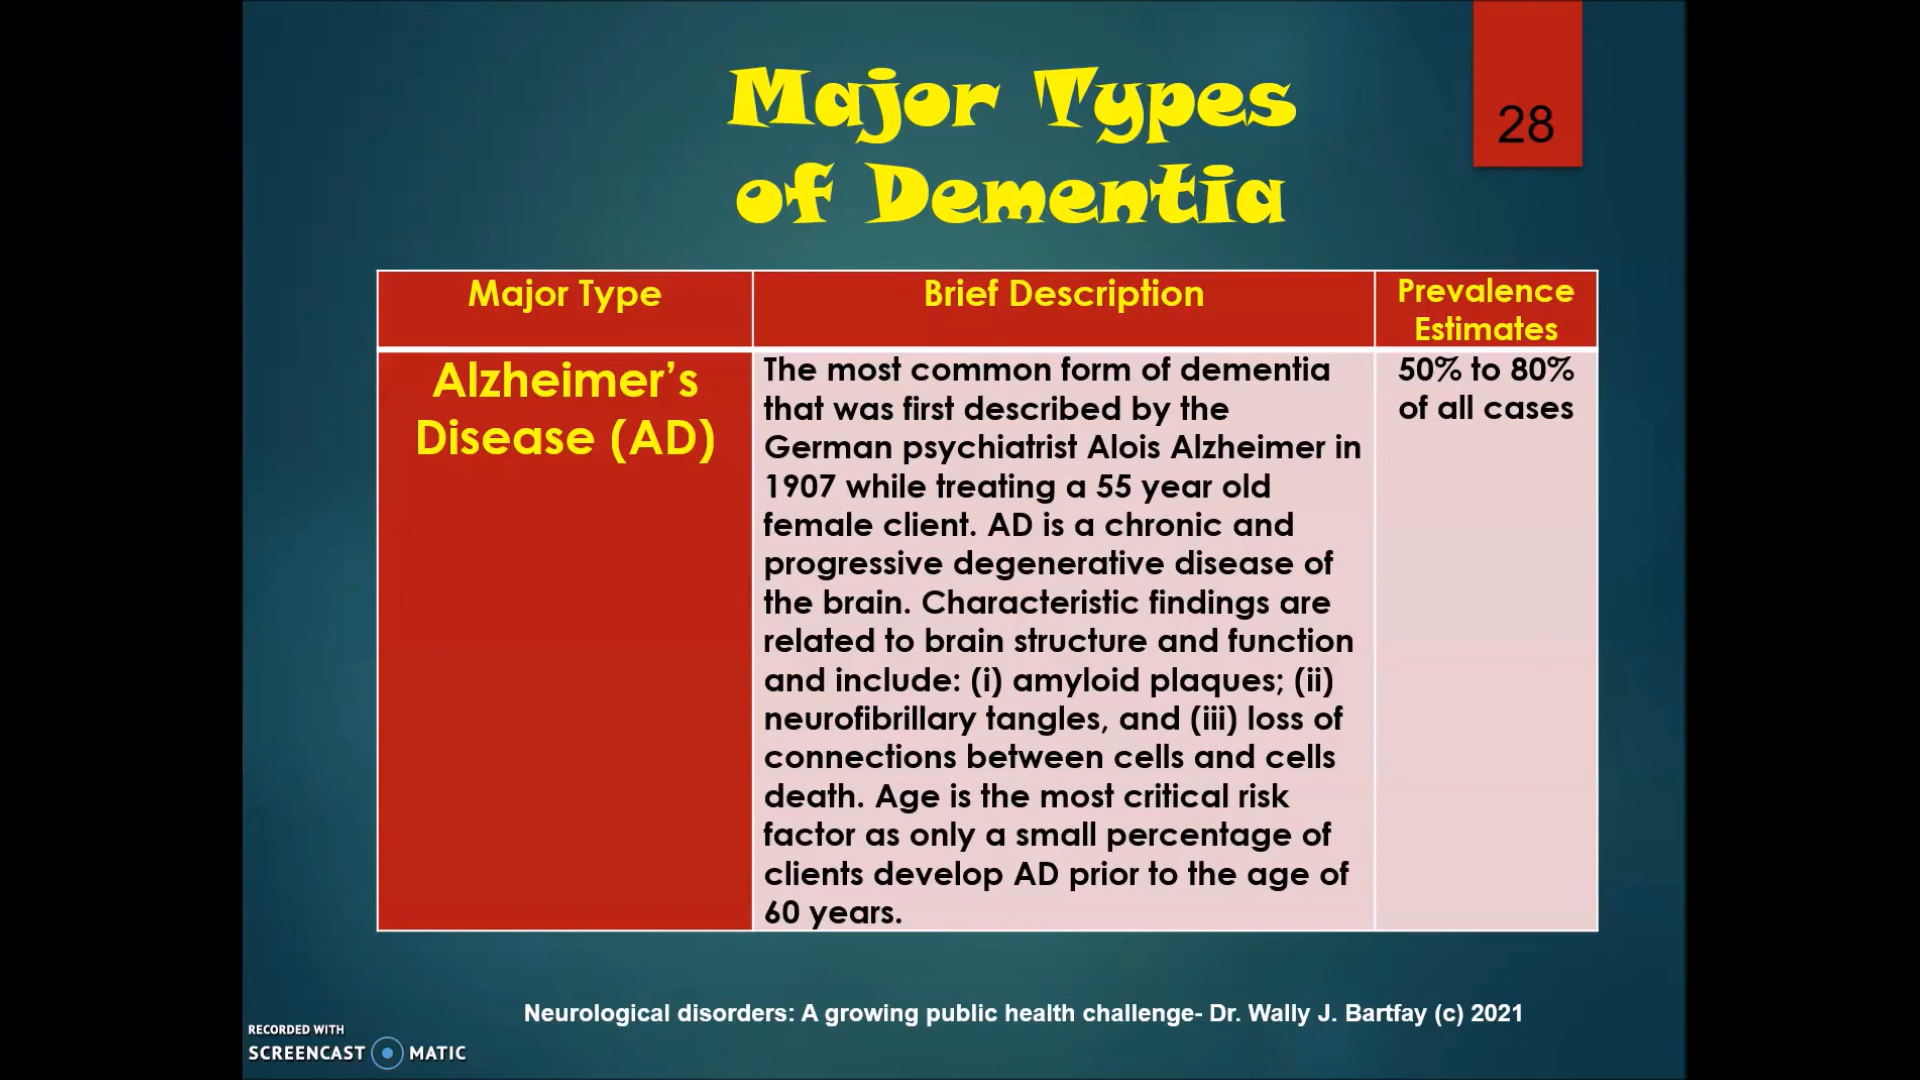 Major Types
of Dementia
28
Major Type
Brief Description
Prevalence
Estimates
Alzheimer’s
Disease (AD)
The most common form of dementia
that was first described by the
German psychiatrist Alois Alzheimer in
1907 while treating a 55 year old
female client. AD is a chronic and
progressive degenerative disease of
the brain. Characteristic findings are
related to brain structure and function
and include: (i) amyloid plaques; (ii)
neurofibrillary tangles, and (iii) loss of
connections between cells and cells
death. Age is the most critical risk
factor as only a small percentage of
clients develop AD prior to the age of
60 years.
50% to 80%
of all cases
Neurological disorders: A growing public health challenge- Dr. Wally J. Bartfay (c) 2021
RECORDED WITH
SCREENCAST MATIC